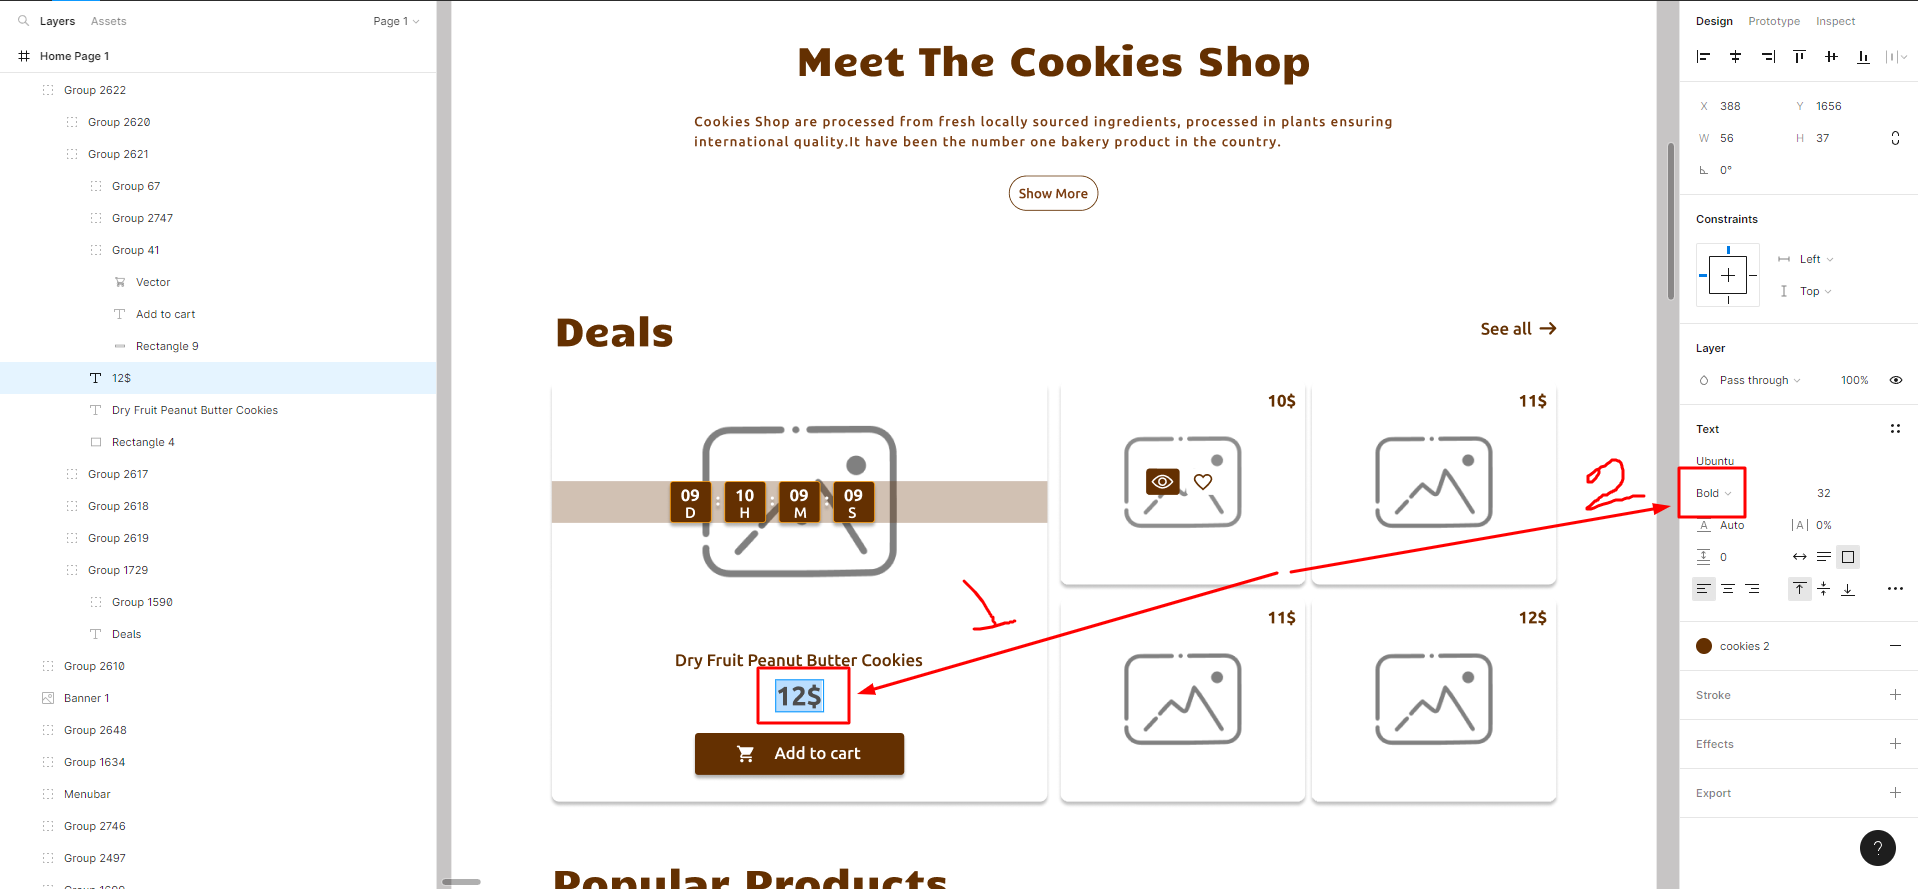 Layers Assets Page 1
Home Page 1
Group 2622
Group 2620
Group 2621
Group 67
Group 2747
Group 41
Vector
Add to cart
Rectangle 9
12$
Dry Fruit Peanut Butter Cookies
Rectangle 4
Group 2617
Group 2618
Group 2619
Group 1729
Group 1590
Deals
Group 2610
Banner 1
Group 2648
Group 1634
Menubar
Group 2746
Group 2497
Meet The Cookies Shop
Cookies Shop are processed from fresh locally sourced ingredients, processed in plants ensuring
international quality.It have been the number one bakery product in the country.
Show More
Deals
See all
09 : 10 : 09 : 09
D H M S
Dry Fruit Peanut Butter Cookies
12$
Add to cart
10$
11$
11$
12$
Popular Products
1
2
Design Prototype Inspect
X 388 Y 1656
W 56 H 37
0°
Constraints
Left
Top
Layer
Pass through 100%
Text
Ubuntu
Bold 32
A Auto |A| 0%
0
cookies 2
Stroke
Effects
Export
?